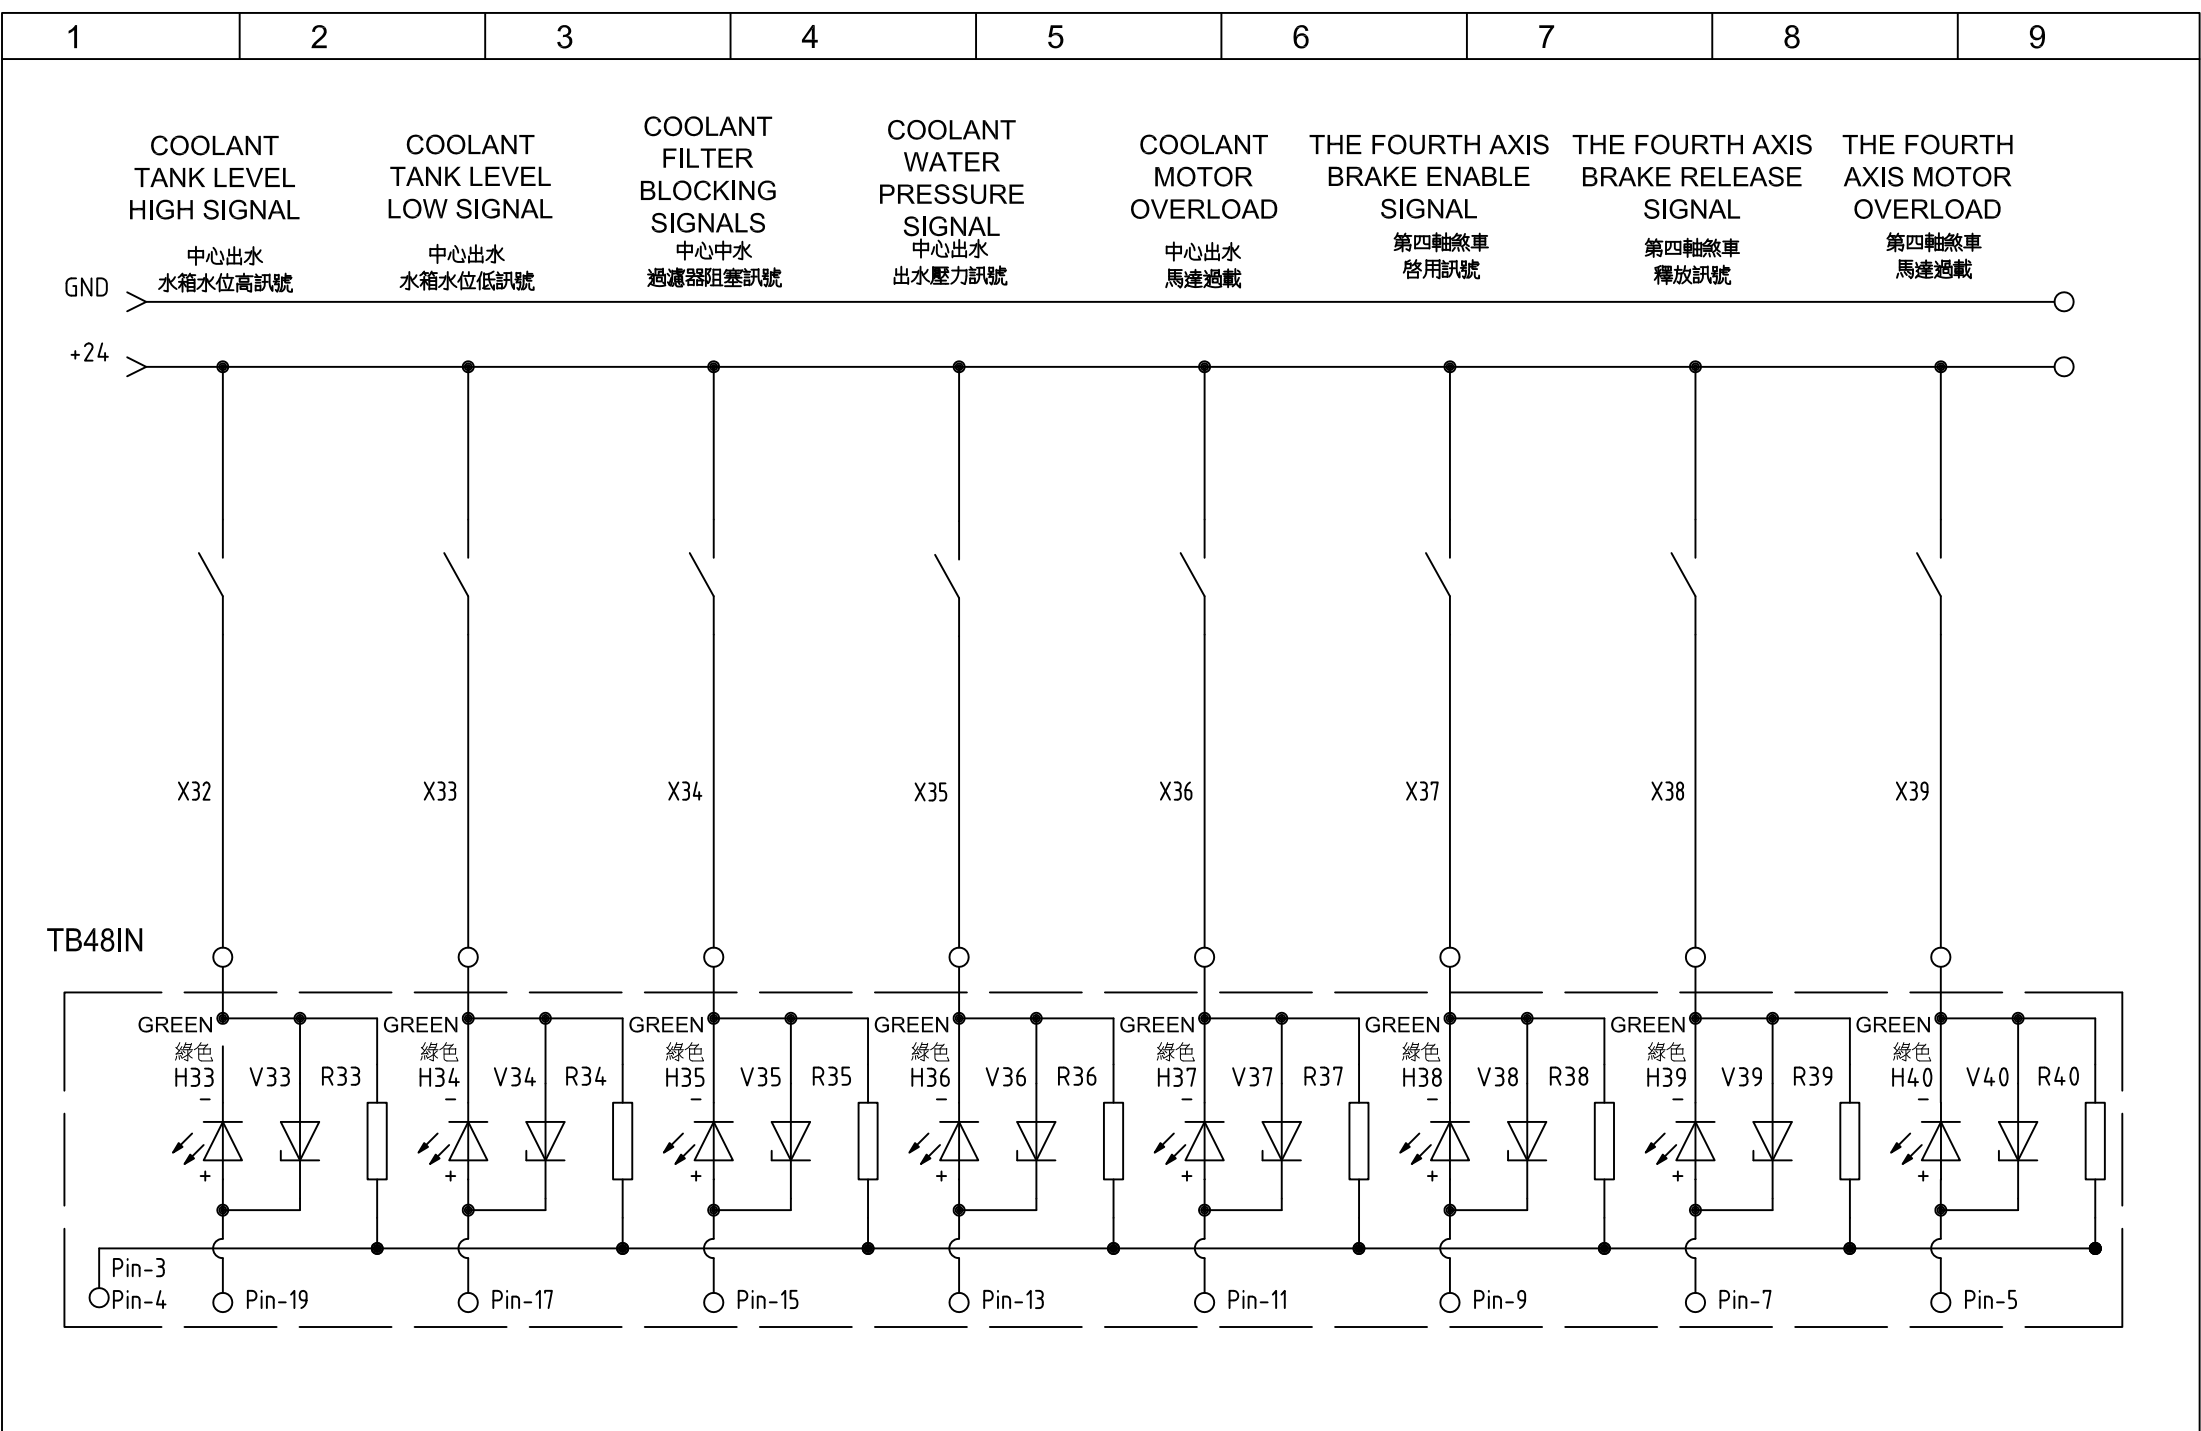 1 2 3 4 5 6 7 8 9
COOLANT
TANK LEVEL
HIGH SIGNAL
中心出水
水箱水位高訊號
COOLANT
TANK LEVEL
LOW SIGNAL
中心出水
水箱水位低訊號
COOLANT
FILTER
BLOCKING
SIGNALS
中心中水
過濾器阻塞訊號
COOLANT
WATER
PRESSURE
SIGNAL
中心出水
出水壓力訊號
COOLANT
MOTOR
OVERLOAD
中心出水
馬達過載
THE FOURTH AXIS
BRAKE ENABLE
SIGNAL
第四軸煞車
啓用訊號
THE FOURTH AXIS
BRAKE RELEASE
SIGNAL
第四軸煞車
釋放訊號
THE FOURTH
AXIS MOTOR
OVERLOAD
第四軸煞車
馬達過載
GND
+24
X32 X33 X34 X35 X36 X37 X38 X39
TB48IN
GREEN GREEN GREEN GREEN GREEN GREEN GREEN GREEN
綠色 綠色 綠色 綠色 綠色 綠色 綠色 綠色
H33 V33 R33 H34 V34 R34 H35 V35 R35 H36 V36 R36 H37 V37 R37 H38 V38 R38 H39 V39 R39 H40 V40 R40
- - - - - - - -
+ + + + + + + +
Pin-3
Pin-4 Pin-19 Pin-17 Pin-15 Pin-13 Pin-11 Pin-9 Pin-7 Pin-5